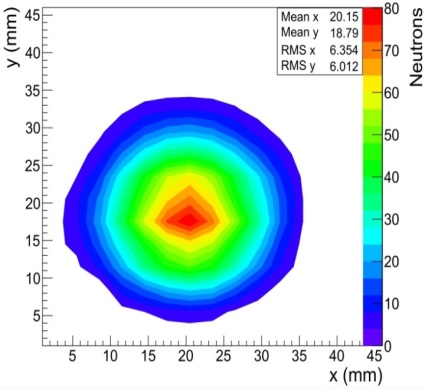 y (mm)
45
40
35
30
25
20
15
10
5
Mean x 20.15
Mean y 18.79
RMS x 6.354
RMS y 6.012
80
70
60
50
40
30
20
10
0
Neutrons
5 10 15 20 25 30 35 40 45
x (mm)